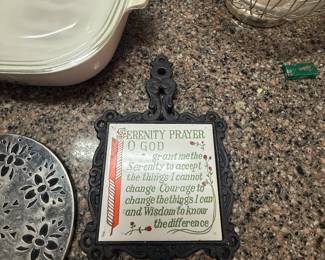 SERENITY PRAYER
O GOD
grant me the
Serenity to accept
the things I cannot
change Courage to
change the things I can
and Wisdom to know
the difference